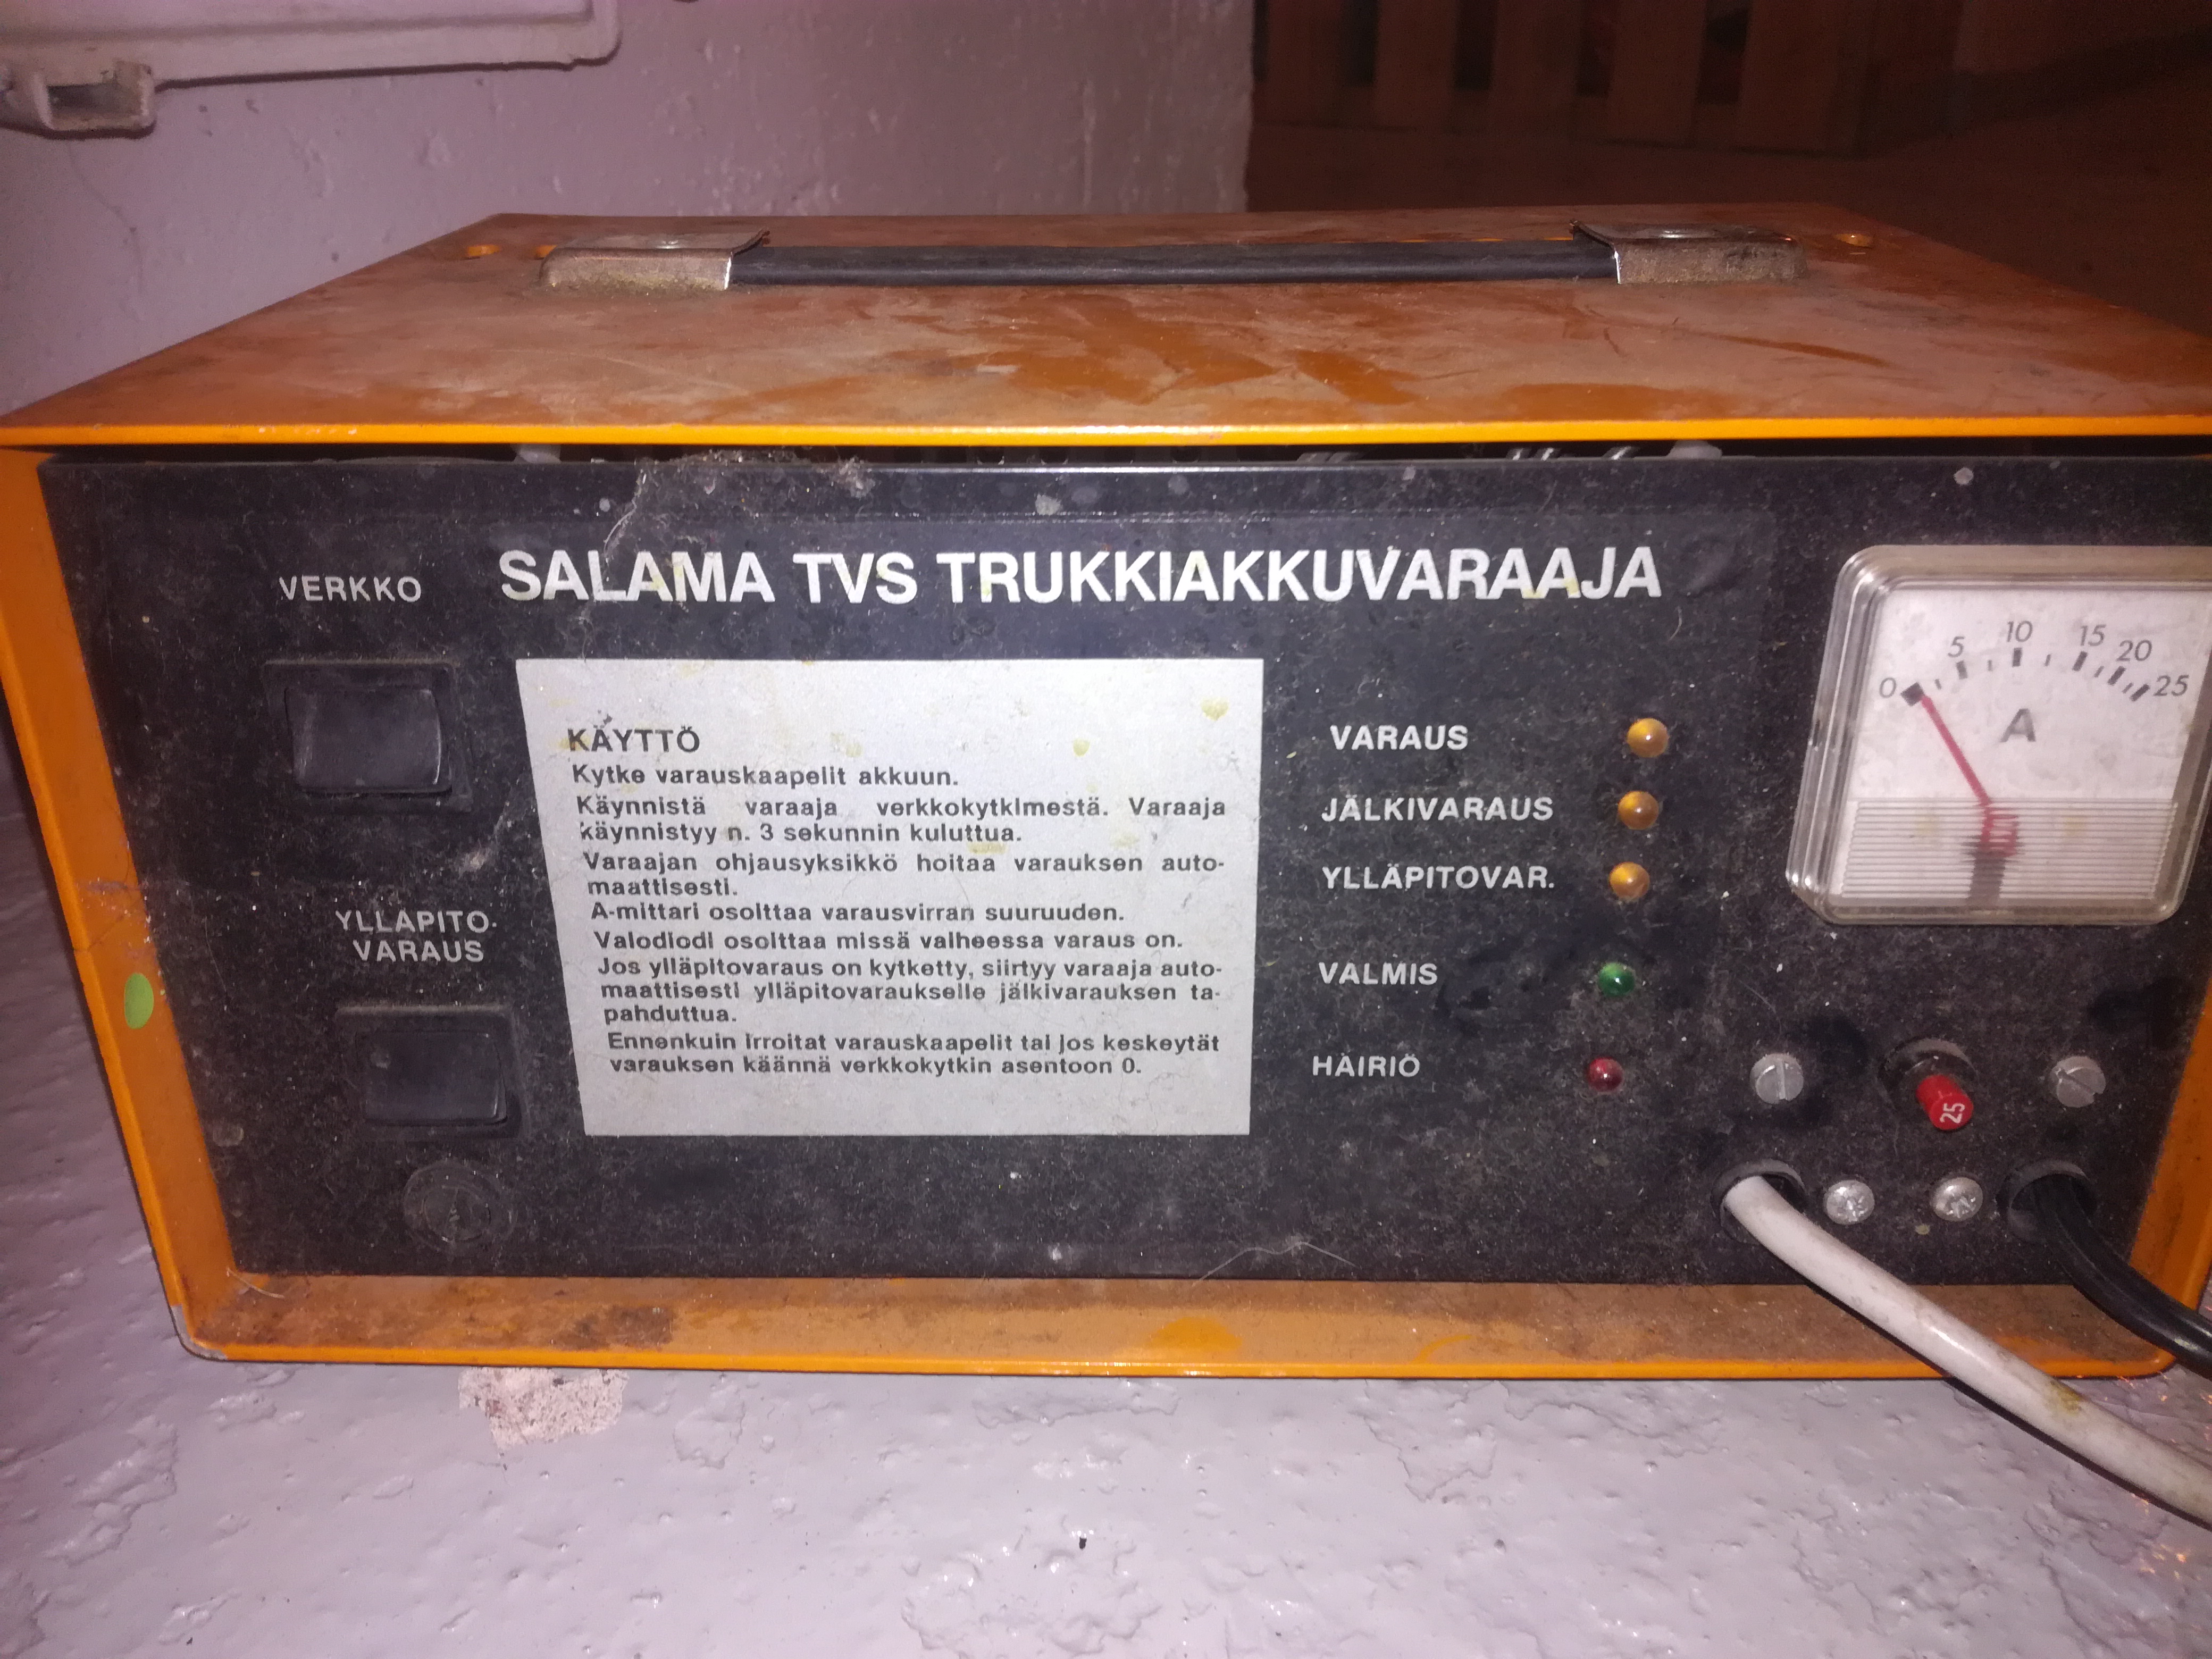 VERKKO
SALAMA TVS TRUKKIAKKUVARAAJA
KÄYTTÖ
Kytke varauskaapelit akkuun.
Käynnistä varaaja verkkokytkimestä. Varaaja
käynnistyy n. 3 sekunnin kuluttua.
Varaajan ohjausyksikkö hoitaa varauksen auto-
maattisesti.
A-mittari osoittaa varausvirran suuruuden.
Valodiodi osoittaa missä vaiheessa varaus on.
Jos ylläpitovaraus on kytketty, siirtyy varaaja auto-
maattisesti ylläpitovaraukselle jälkivarauksen ta-
pahduttua.
Ennenkuin irroitat varauskaapelit tai jos keskeytät
varauksen käännä verkkokytkin asentoon 0.
YLLÄPITO-
VARAUS
VARAUS
JÄLKIVARAUS
YLLÄPITOVAR.
VALMIS
HÄIRIÖ
0 5 10 15 20 25
A
25